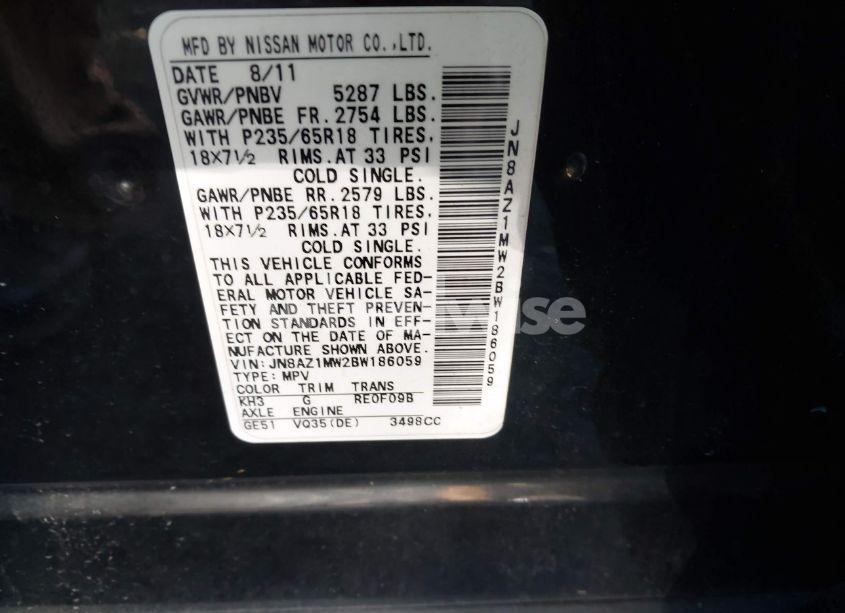 MFD BY NISSAN MOTOR CO.,LTD.
DATE 8/11
GVWR/PNBV 5287 LBS.
GAWR/PNBE FR. 2754 LBS.
WITH P235/65R18 TIRES,
18X7½ RIMS.AT 33 PSI
COLD SINGLE.
GAWR/PNBE RR. 2579 LBS.
WITH P235/65R18 TIRES,
18X7½ RIMS.AT 33 PSI
COLD SINGLE.
THIS VEHICLE CONFORMS
TO ALL APPLICABLE FED-
ERAL MOTOR VEHICLE SA-
FETY AND THEFT PREVEN-
TION STANDARDS IN EFF-
ECT ON THE DATE OF MA-
NUFACTURE SHOWN ABOVE.
VIN: JN8AZ1MW2BW186059
TYPE: MPV
COLOR TRIM TRANS
KH3 G RE0F09B
AXLE ENGINE
GE51 VQ35(DE) 3498CC
JN8AZ1MW2BW186059